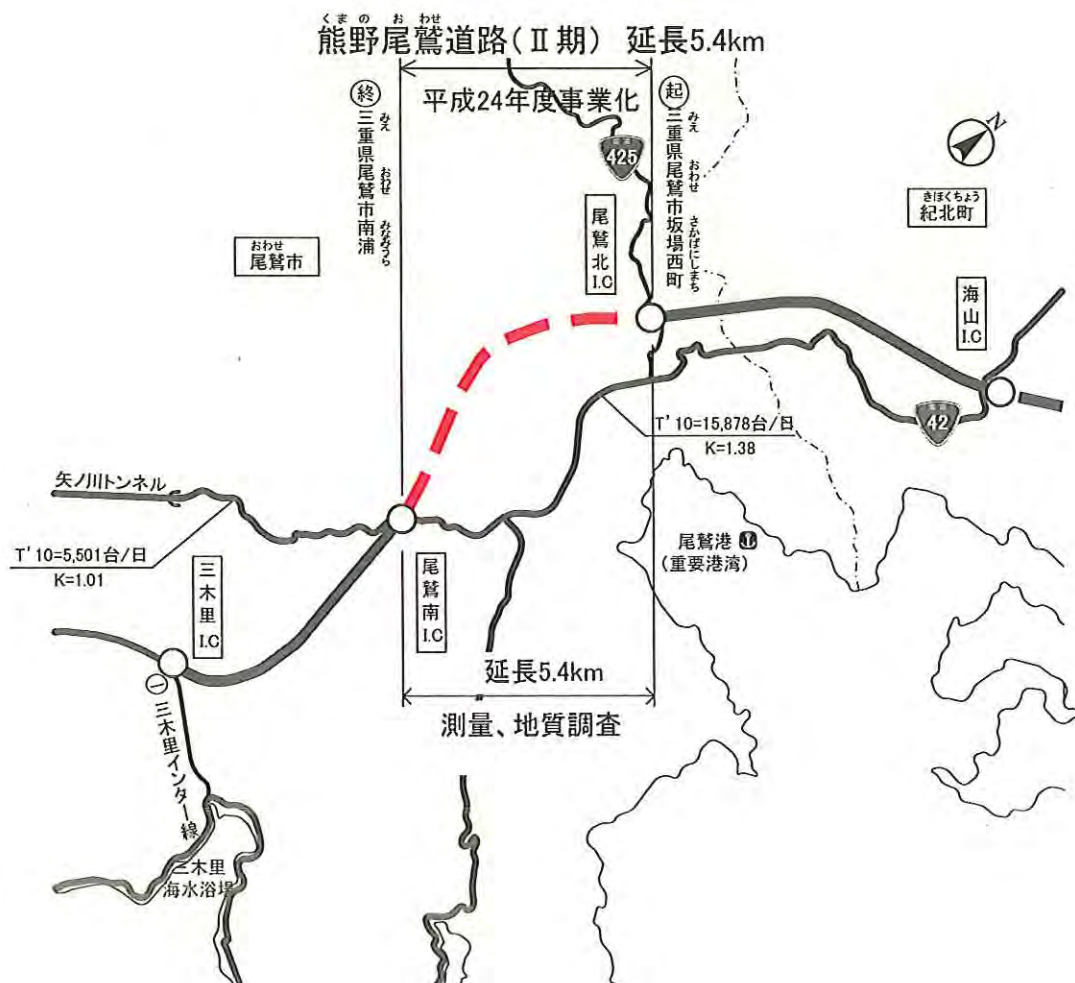 くまの おわせ
熊野尾鷲道路(Ⅱ期) 延長5.4km
平成24年度事業化
終
三重県尾鷲市南浦
みえ おわせ みなみうら
起
三重県尾鷲市坂場西町
みえ おわせ さかばにしまち
425
N
きほくちょう
紀北町
おわせ
尾鷲市
尾鷲北I.C
海山I.C
42
T'10=15,878台/日
K=1.38
矢ノ川トンネル
T'10=5,501台/日
K=1.01
尾鷲港
(重要港湾)
三木里I.C
尾鷲南I.C
延長5.4km
測量、地質調査
一 三木里インター線
三木里
海水浴場